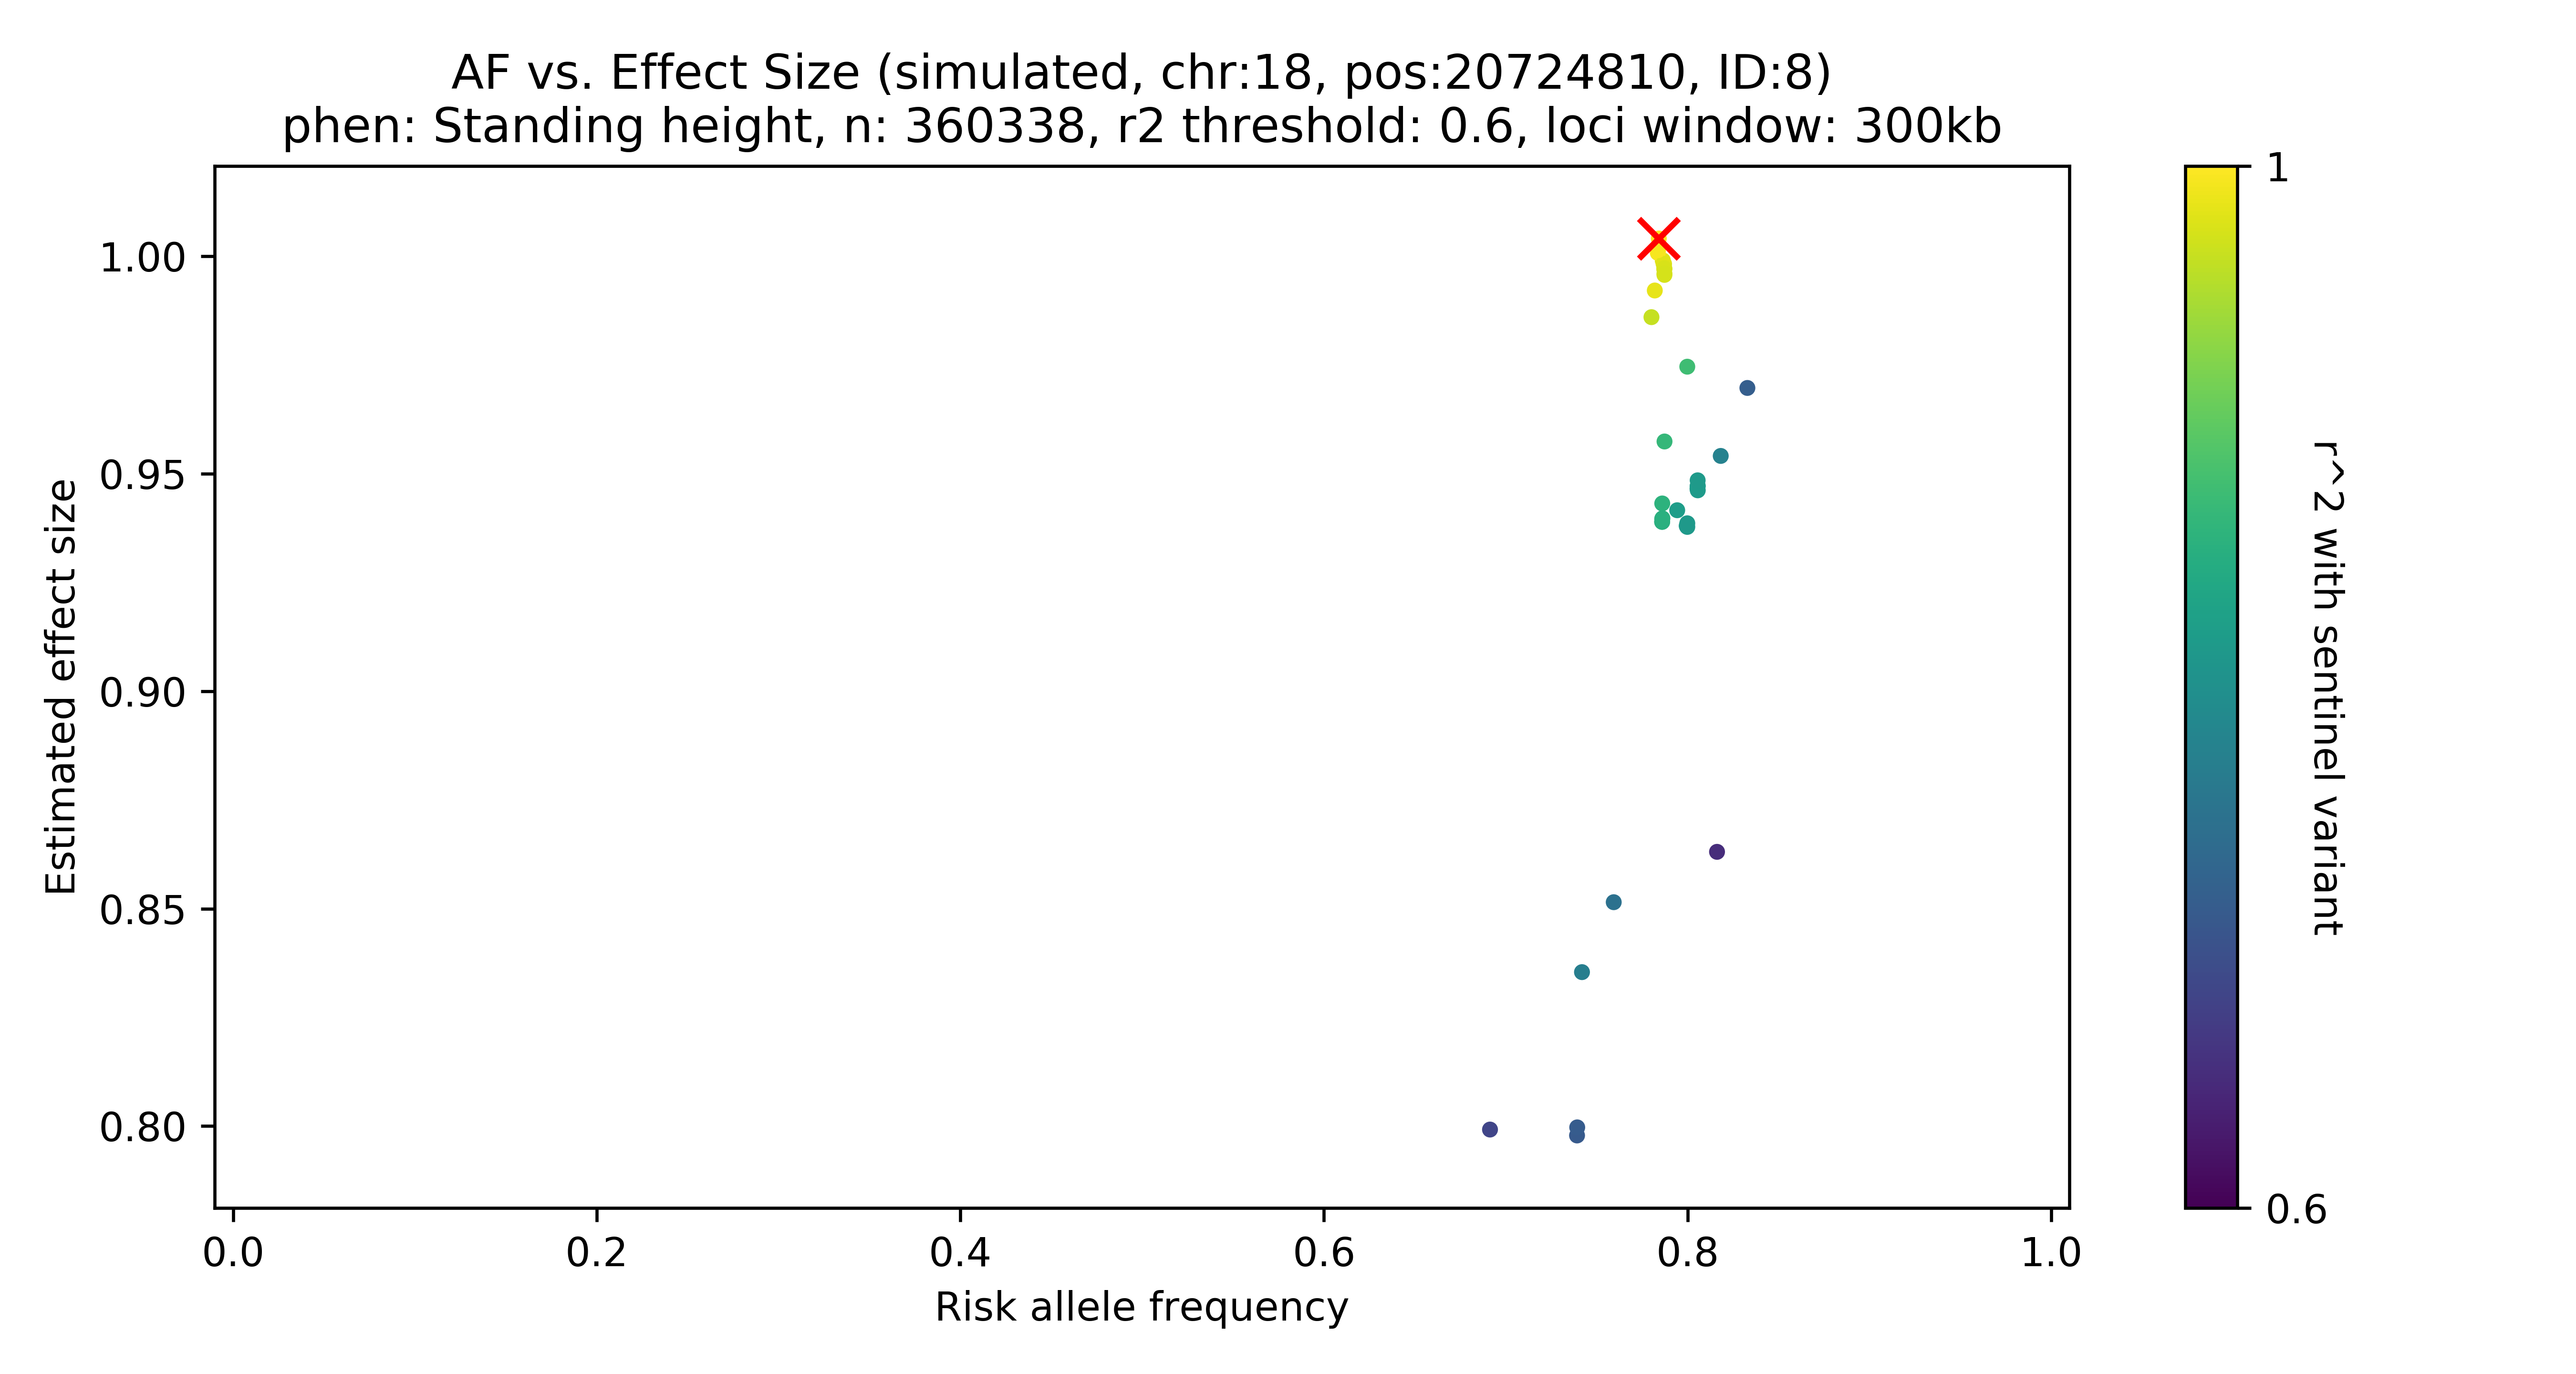 AF vs. Effect Size (simulated, chr:18, pos:20724810, ID:8)
phen: Standing height, n: 360338, r2 threshold: 0.6, loci window: 300kb
Estimated effect size
1.00
0.95
0.90
0.85
0.80
0.0 0.2 0.4 0.6 0.8 1.0
Risk allele frequency
1
0.6
r^2 with sentinel variant